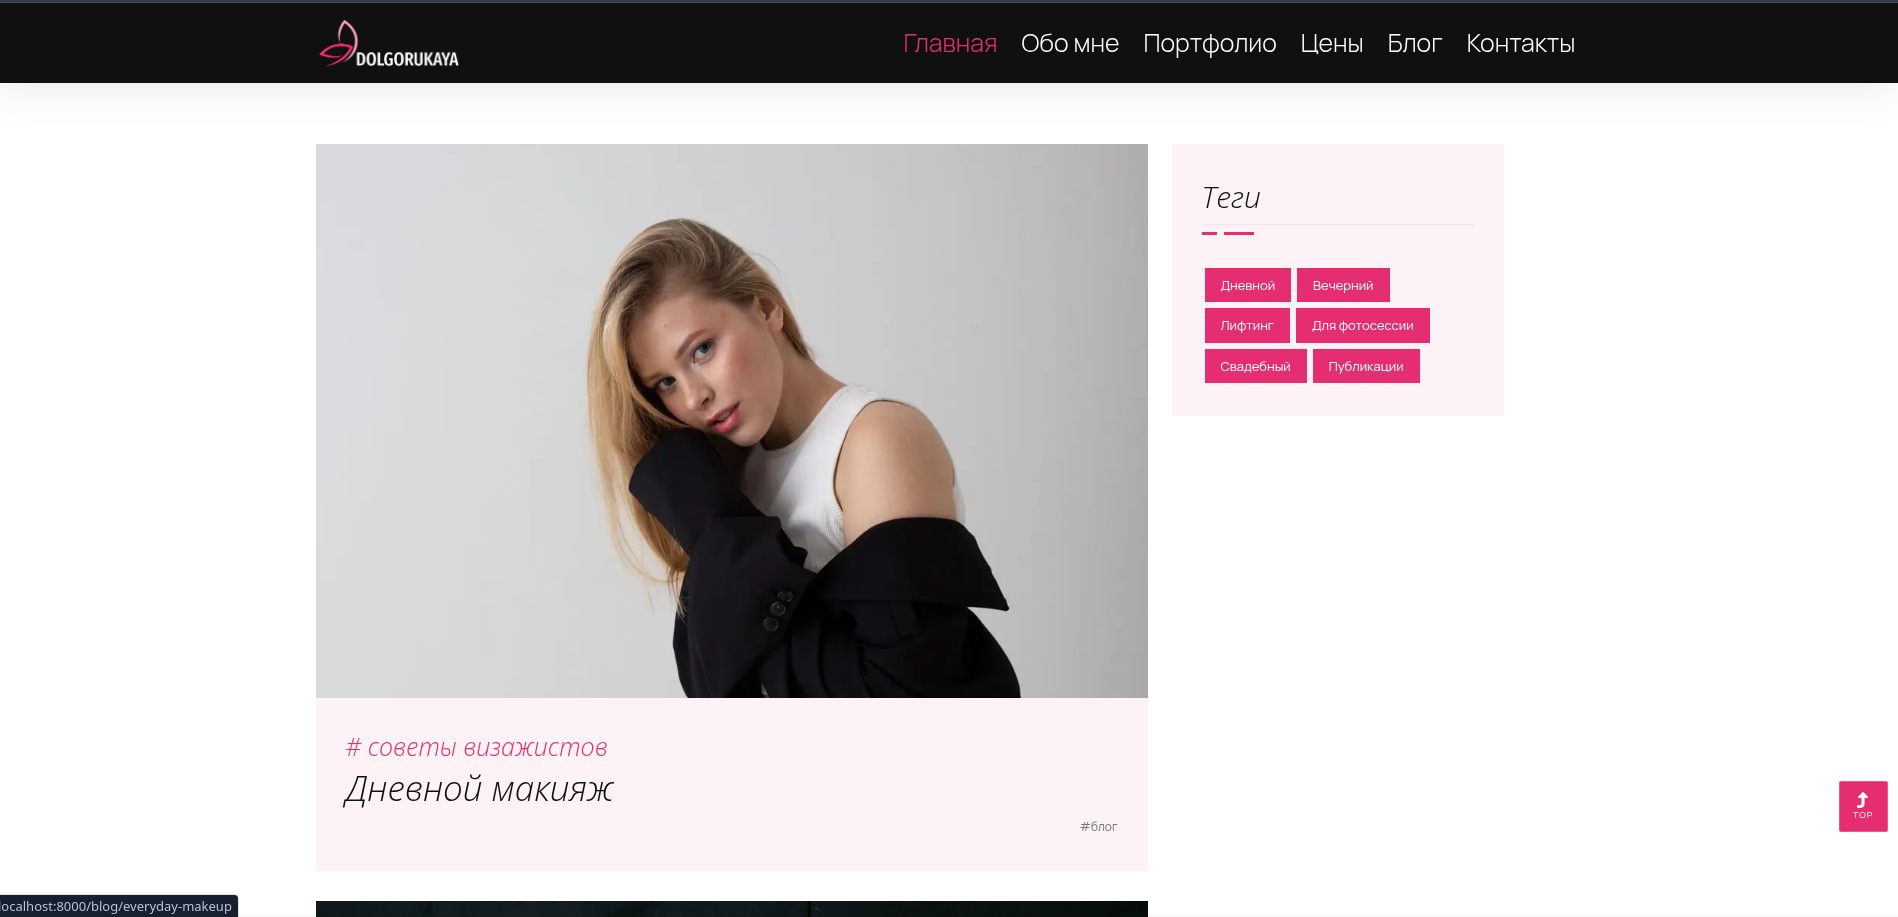 DOLGORUKAYA
Главная Обо мне Портфолио Цены Блог Контакты
Теги
Дневной Вечерний
Лифтинг Для фотосессии
Свадебный Публикации
# советы визажистов
Дневной макияж
#блог
TOP
localhost:8000/blog/everyday-makeup